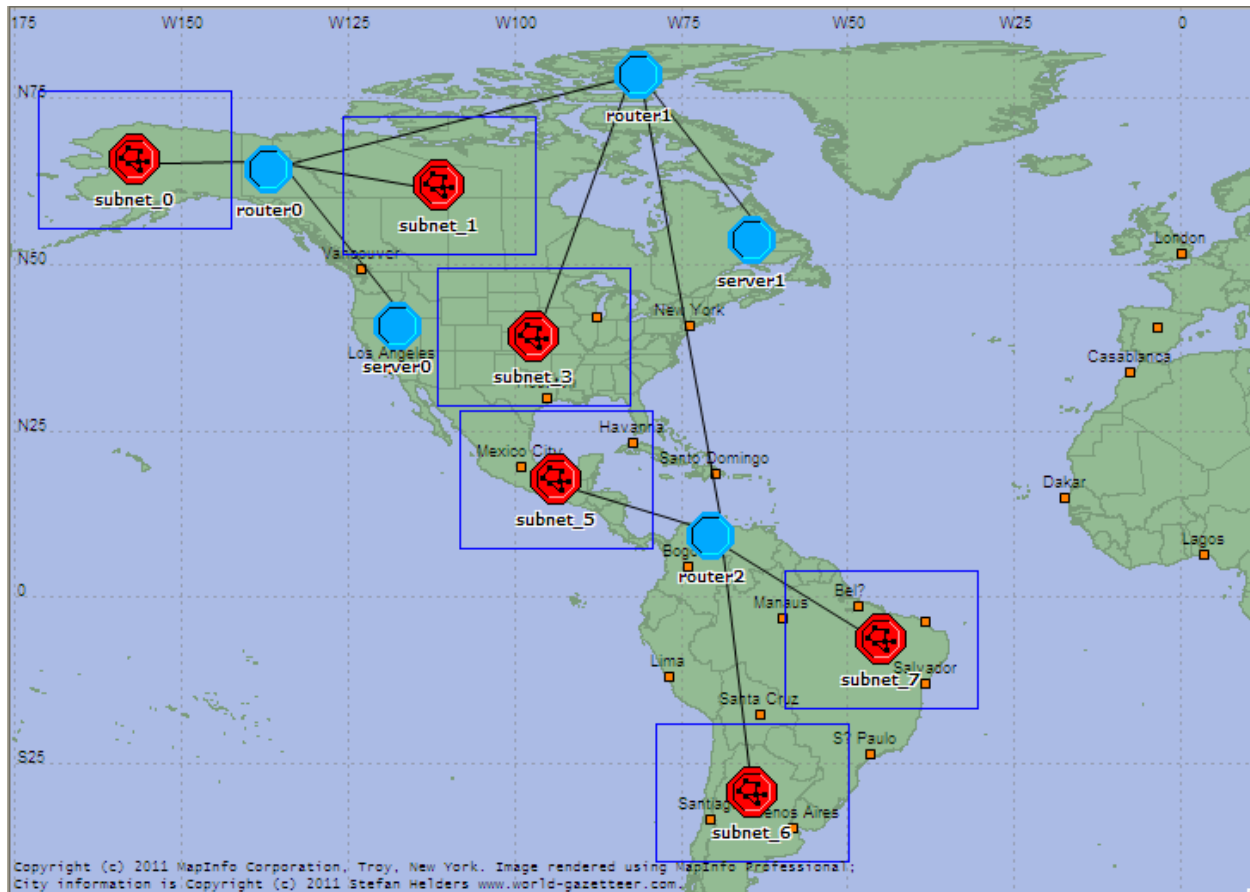 175 W150 W125 W100 W75 W50 W25 0
N75
router1
subnet_0
router0
subnet_1
N50
Vancouver
London
server1
New York
Los Angeles
Casablanca
server0
subnet_3
N25
Havanna
Mexico City
Santo Domingo
Dakar
subnet_5
Lagos
router2
0
Manaus
Bel?
Lima
Salvador
subnet_7
Santa Cruz
S? Paulo
S25
subnet_6
Copyright (c) 2011 MapInfo Corporation, Troy, New York. Image rendered using MapInfo Professional;
City information is Copyright (c) 2011 Stefan Helders www.world-gazetteer.com.